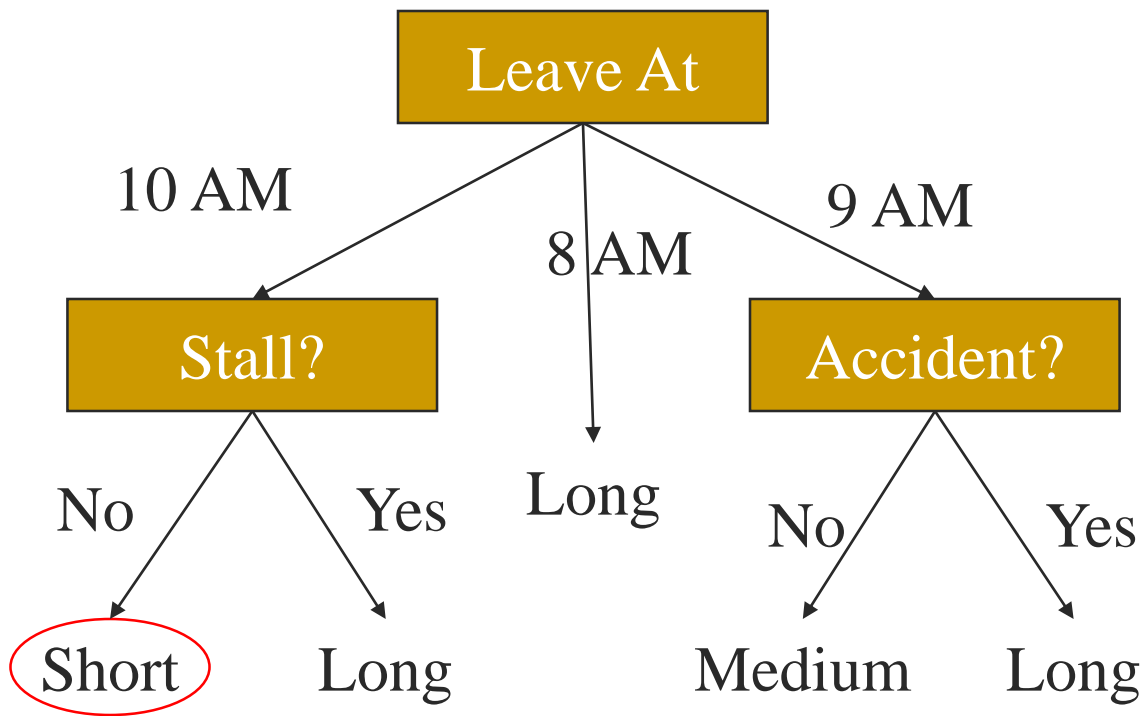 Leave At
10 AM
9 AM
8 AM
Stall?
Accident?
No
Yes
Long
No
Yes
Short
Long
Medium
Long